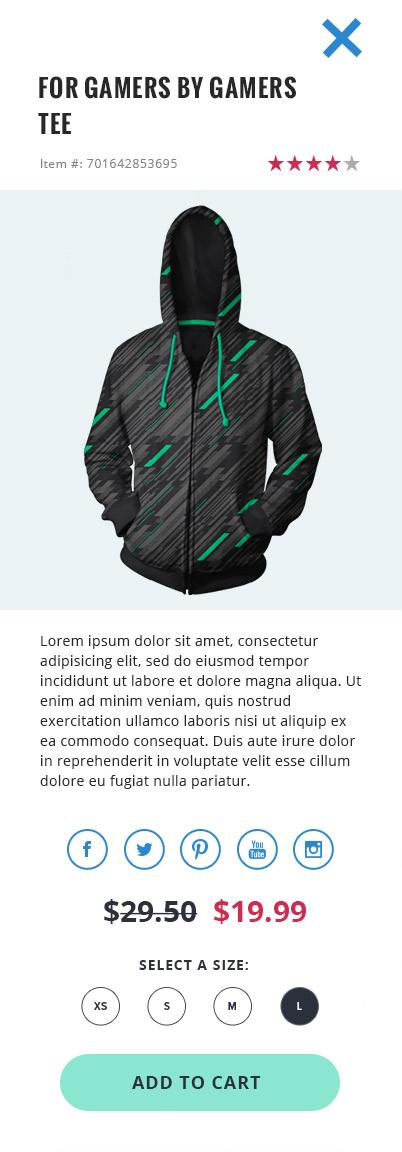 FOR GAMERS BY GAMERS
TEE
Item #: 701642853695
Lorem ipsum dolor sit amet, consectetur
adipisicing elit, sed do eiusmod tempor
incididunt ut labore et dolore magna aliqua. Ut
enim ad minim veniam, quis nostrud
exercitation ullamco laboris nisi ut aliquip ex
ea commodo consequat. Duis aute irure dolor
in reprehenderit in voluptate velit esse cillum
dolore eu fugiat nulla pariatur.
You
Tube
$29.50 $19.99
SELECT A SIZE:
XS S M L
ADD TO CART